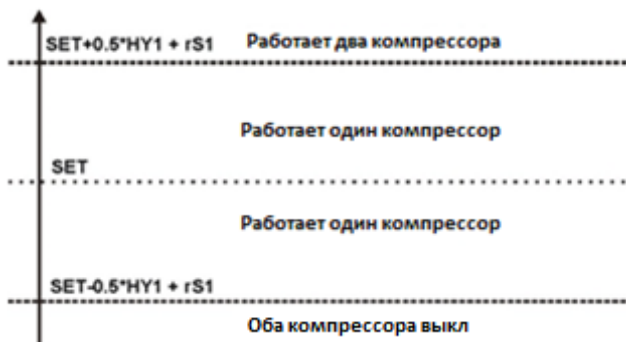 SET+0.5*HY1 + rS1 Работает два компрессора
Работает один компрессор
SET
Работает один компрессор
SET-0.5*HY1 + rS1
Оба компрессора выкл